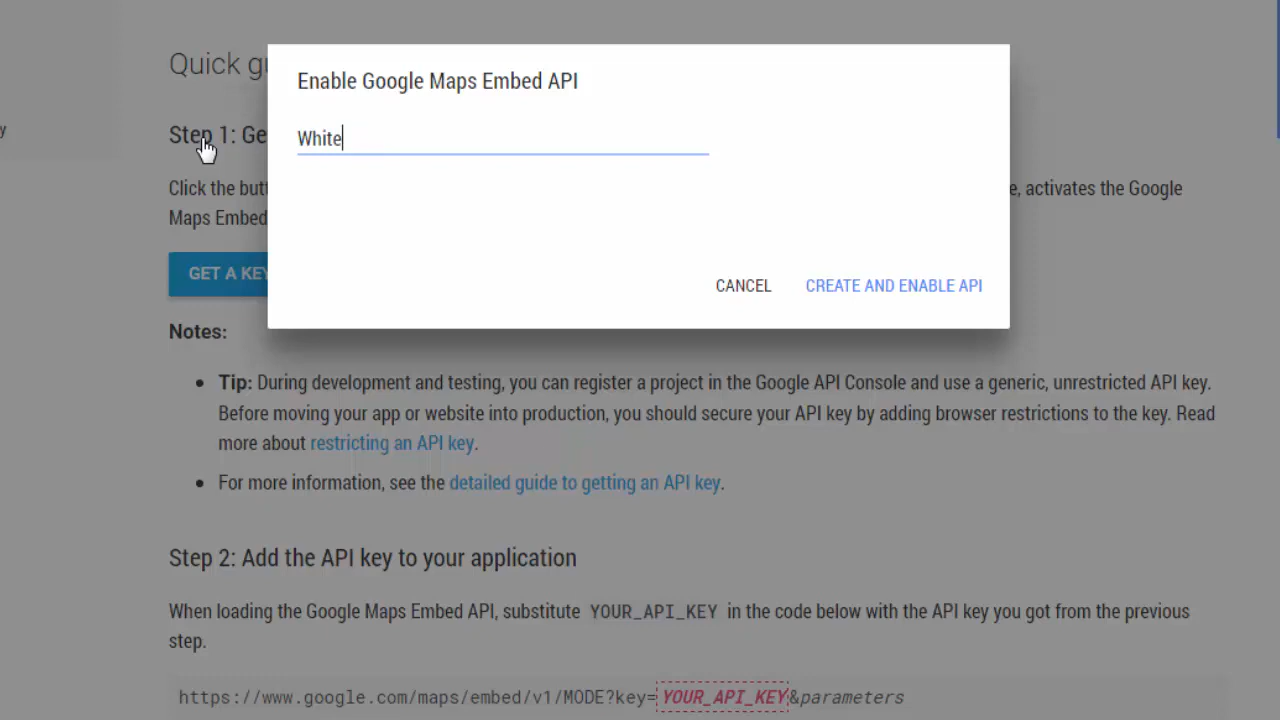 Quick gu
Enable Google Maps Embed API
y
Step 1: Ge
White
Click the butt
e, activates the Google
Maps Embed
GET A KEY
CANCEL
CREATE AND ENABLE API
Notes:
• Tip: During development and testing, you can register a project in the Google API Console and use a generic, unrestricted API key.
Before moving your app or website into production, you should secure your API key by adding browser restrictions to the key. Read
more about restricting an API key.
• For more information, see the detailed guide to getting an API key.
Step 2: Add the API key to your application
When loading the Google Maps Embed API, substitute YOUR_API_KEY in the code below with the API key you got from the previous
step.
https://www.google.com/maps/embed/v1/MODE?key=YOUR_API_KEY&parameters